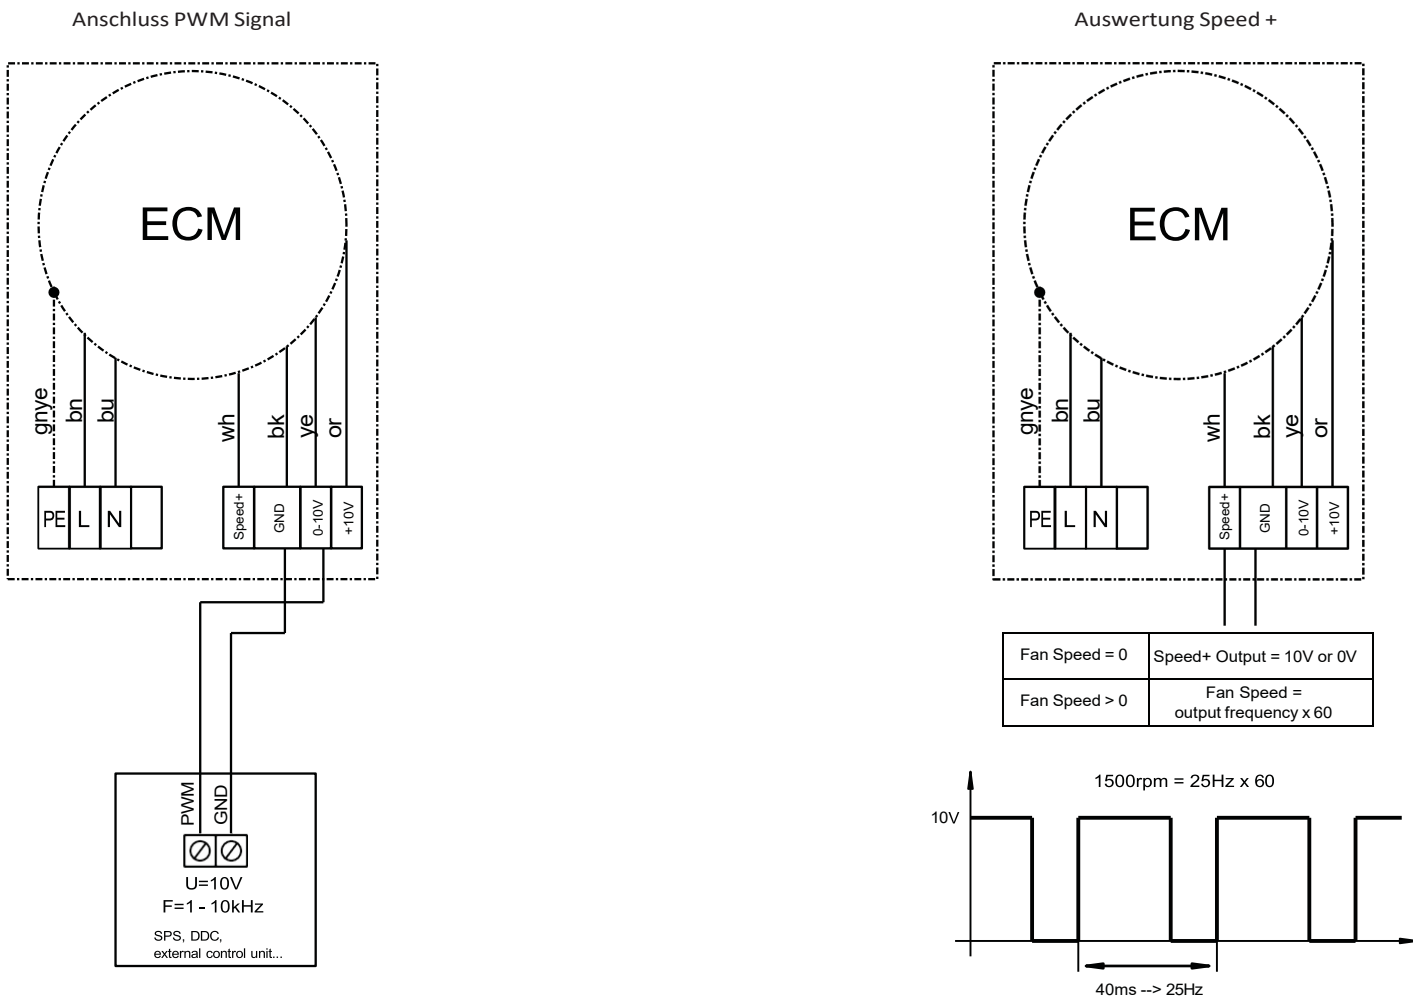 Anschluss PWM Signal
ECM
gnye
bn
bu
wh
bk
ye
or
PE
L
N
Speed+
GND
0-10V
+10V
PWM
GND
U=10V
F=1 - 10kHz
SPS, DDC,
external control unit...
Auswertung Speed +
ECM
gnye
bn
bu
wh
bk
ye
or
PE
L
N
Speed+
GND
0-10V
+10V
Fan Speed = 0
Speed+ Output = 10V or 0V
Fan Speed > 0
Fan Speed =
output frequency x 60
1500rpm = 25Hz x 60
10V
40ms --> 25Hz